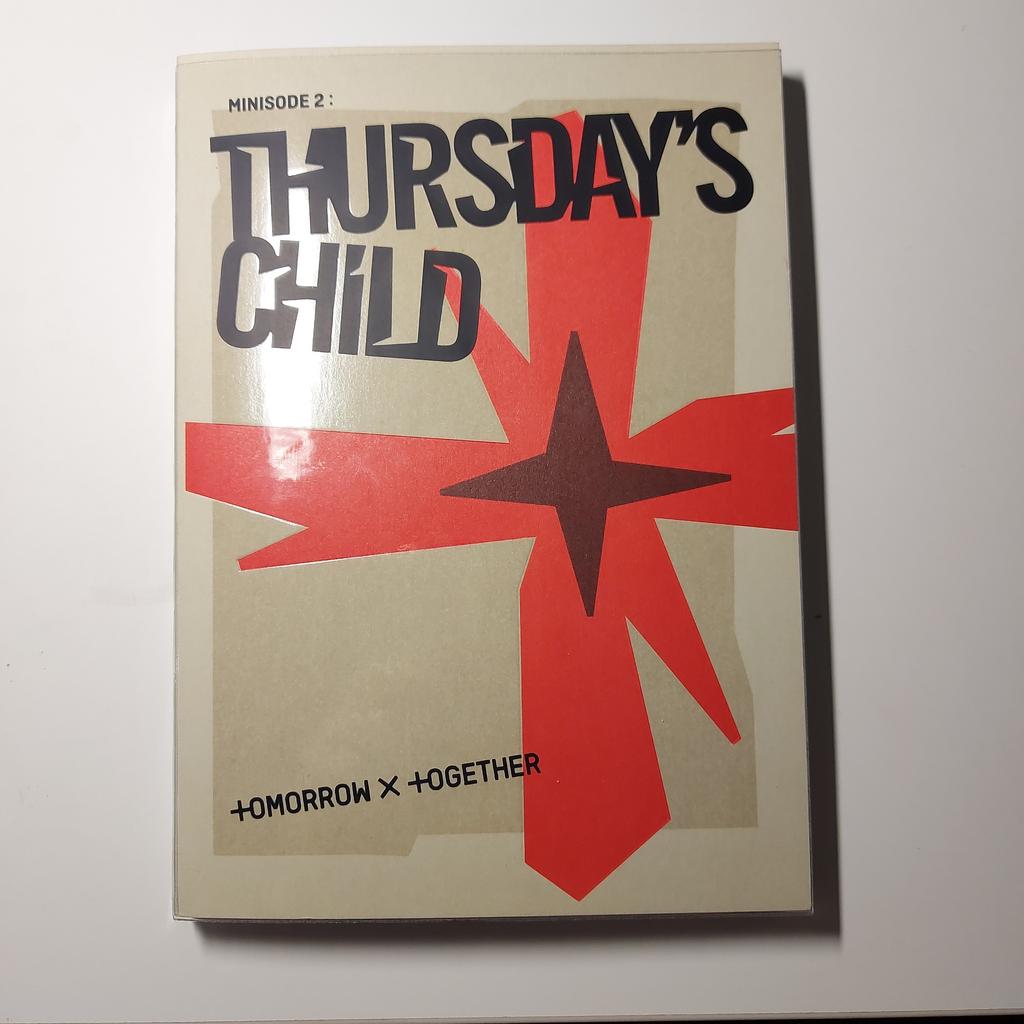 MINISODE 2:
THURSDAY'S
CHILD
TOMORROW X TOGETHER